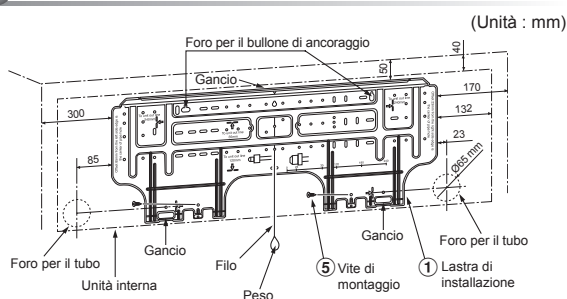 (Unità : mm)
Foro per il bullone di ancoraggio
40
50
Gancio
300
170
132
85
23
Ø65 mm
Gancio
Gancio
Foro per il tubo
Filo
Foro per il tubo
Unità interna
Peso
5 Vite di
montaggio
1 Lastra di
installazione